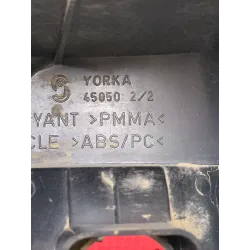 YORKA
45050 2/2
YANT >PMMA<
CLE >ABS/PC<